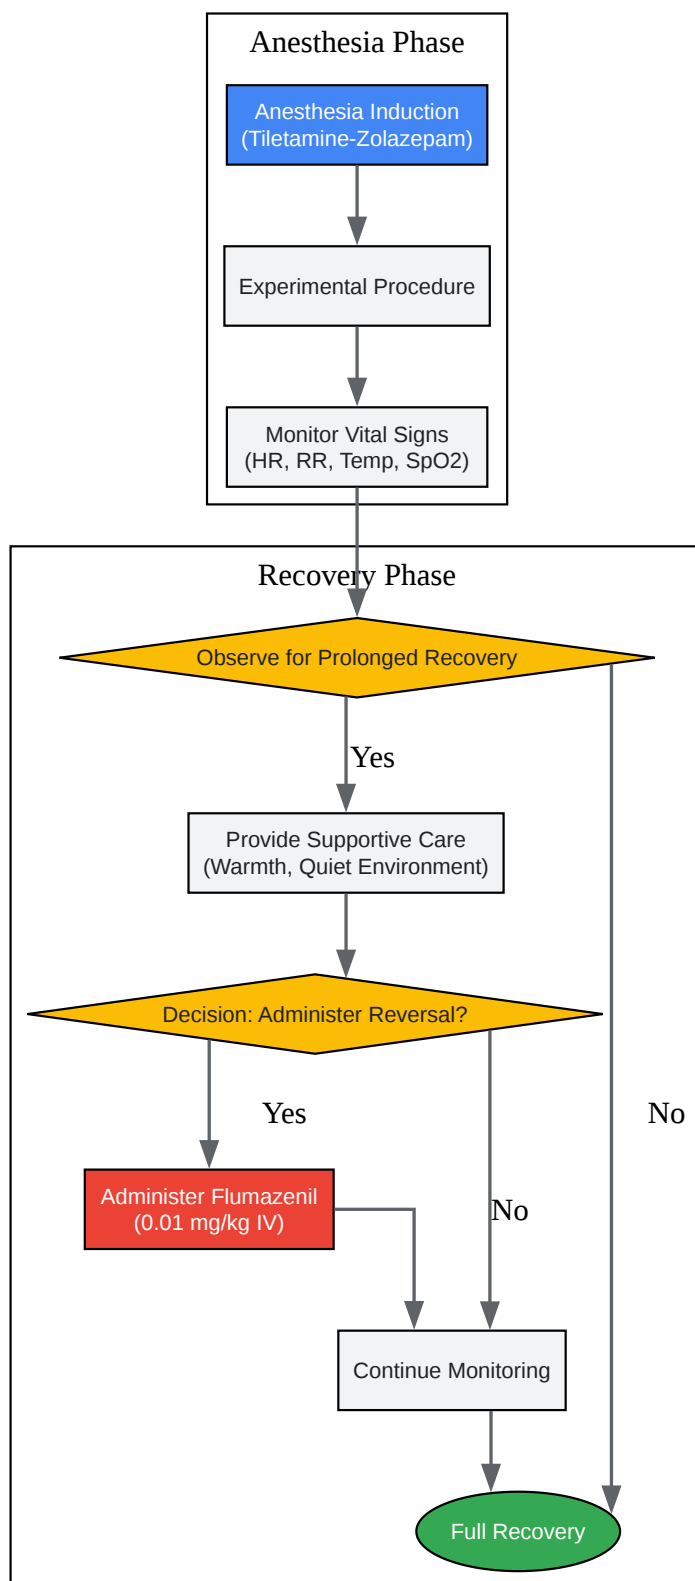 Anesthesia Phase
Anesthesia Induction
(Tiletamine-Zolazepam)
Experimental Procedure
Monitor Vital Signs
(HR, RR, Temp, SpO2)
Recovery Phase
Observe for Prolonged Recovery
Yes
Provide Supportive Care
(Warmth, Quiet Environment)
Decision: Administer Reversal?
Yes
No
Administer Flumazenil
(0.01 mg/kg IV)
No
Continue Monitoring
Full Recovery